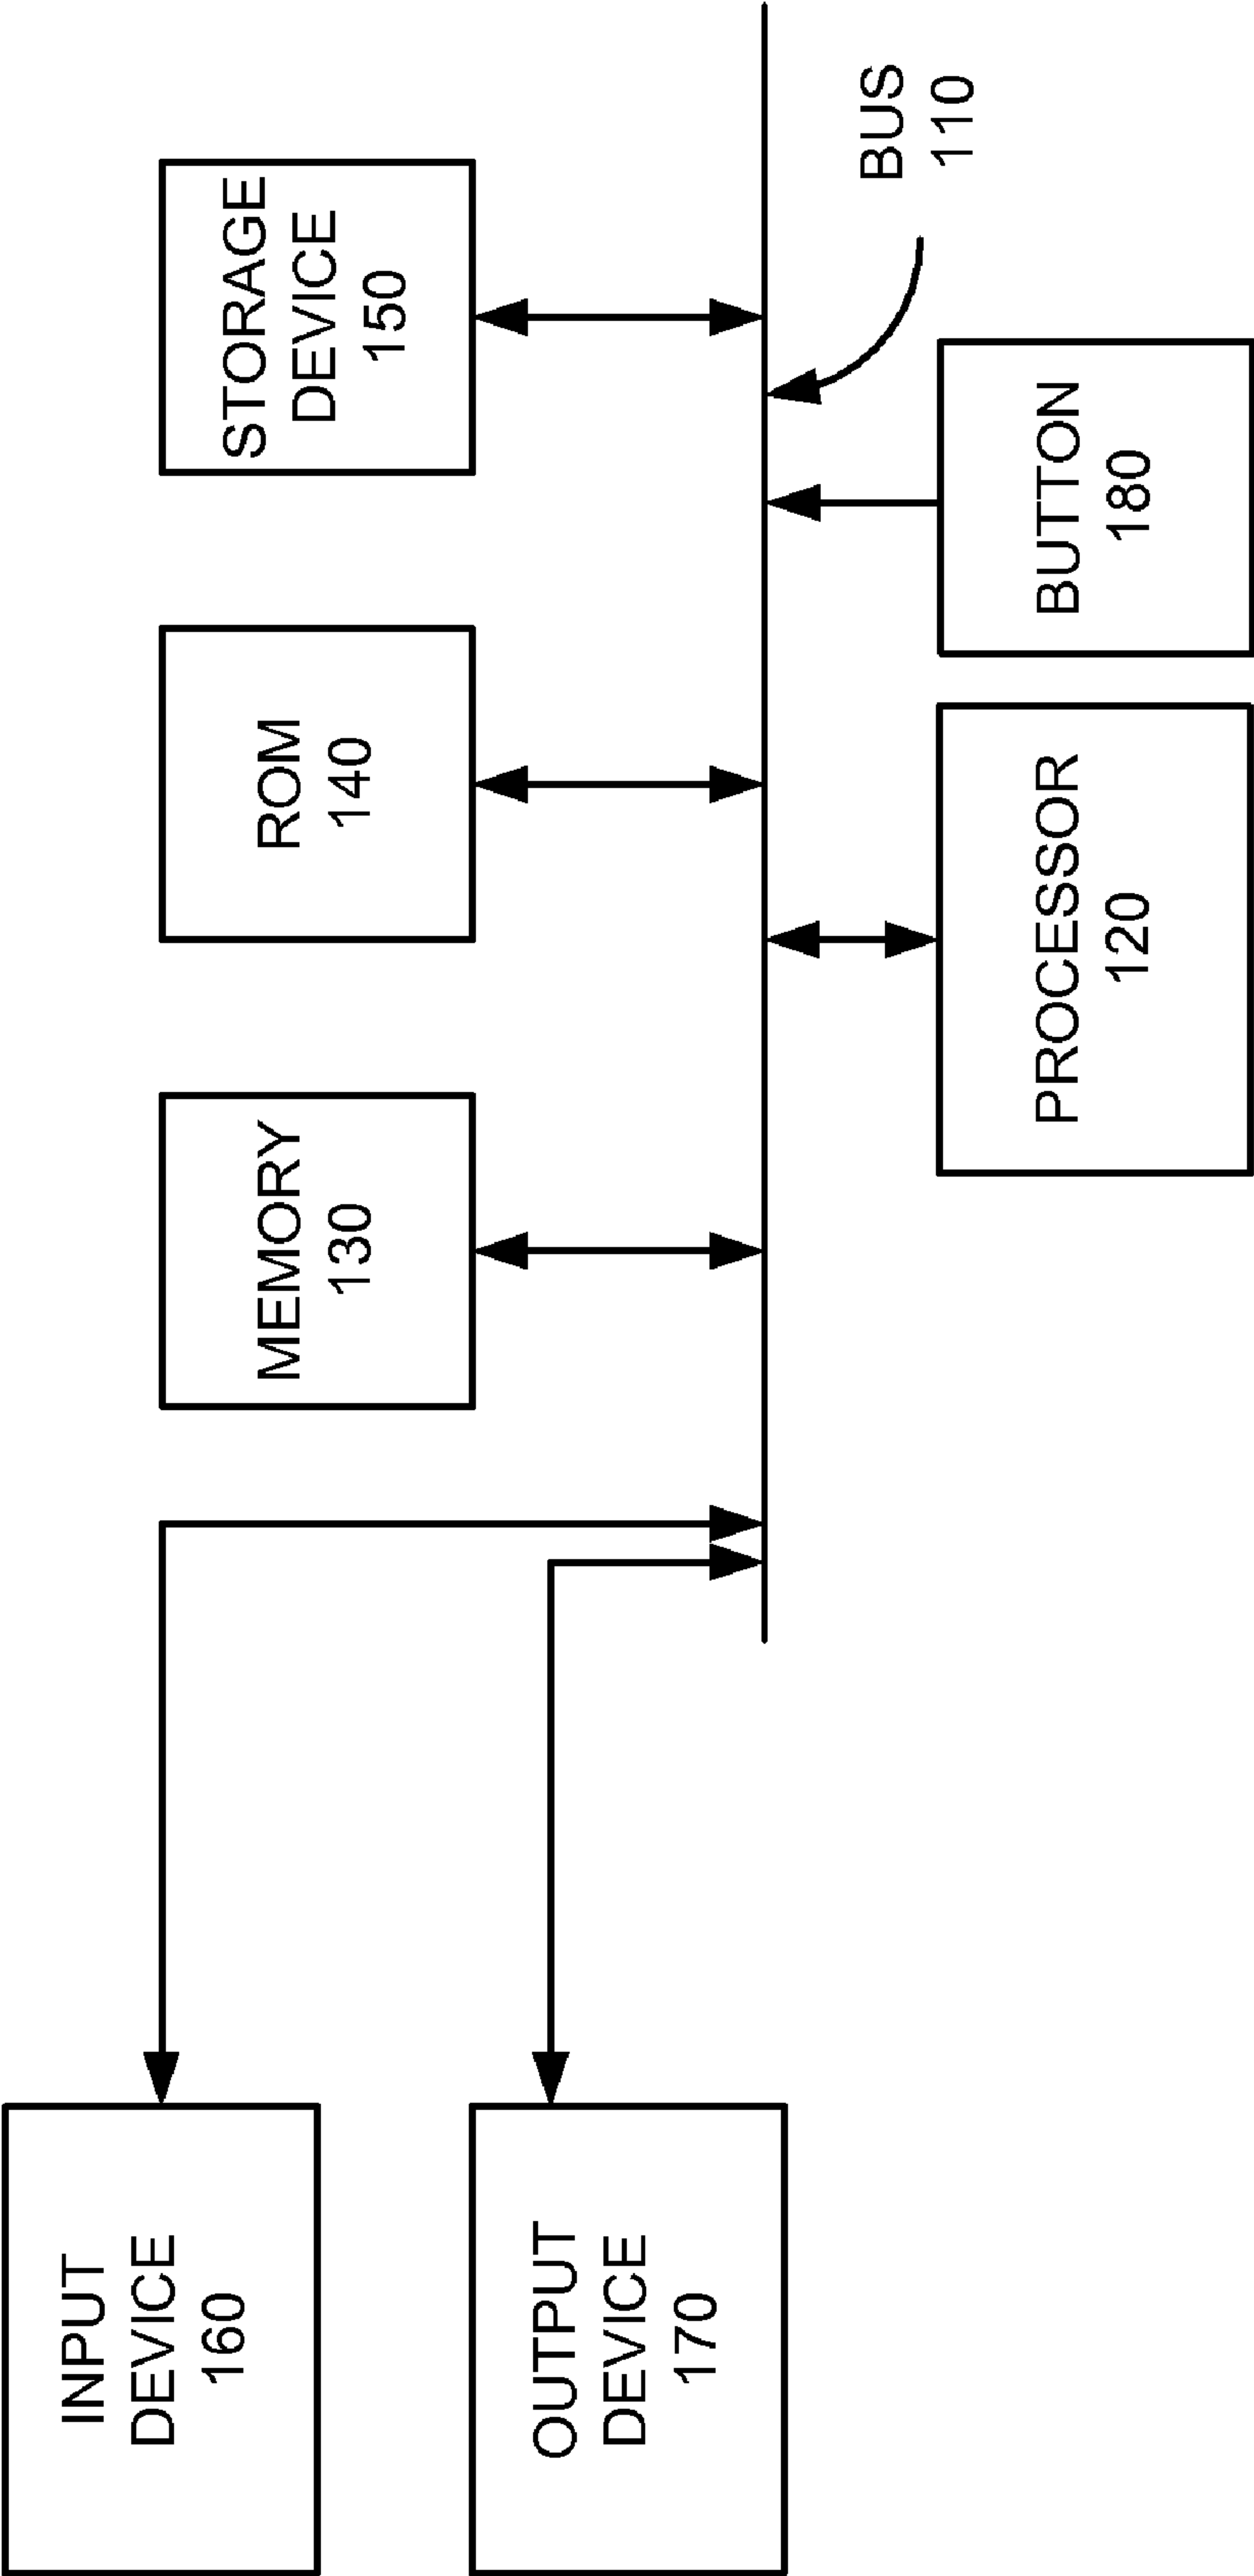 INPUT
DEVICE
160
OUTPUT
DEVICE
170
MEMORY
130
ROM
140
STORAGE
DEVICE
150
PROCESSOR
120
BUTTON
180
BUS
110